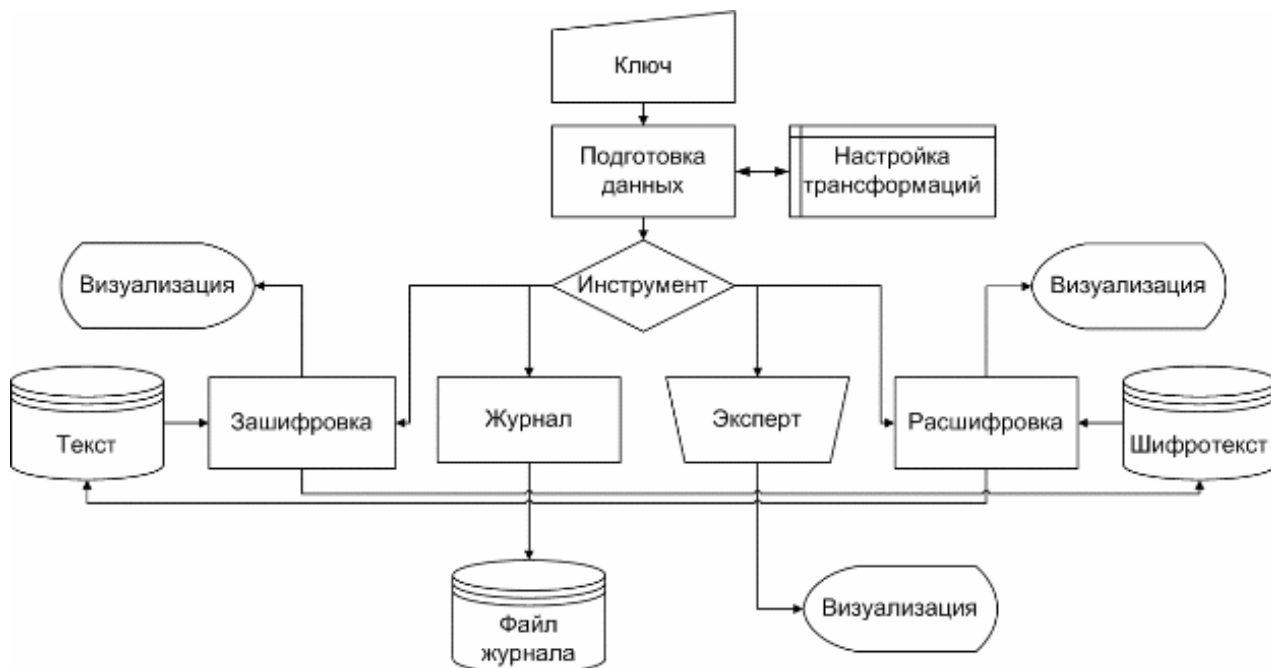 Ключ
Подготовка
данных
Настройка
трансформаций
Инструмент
Визуализация
Визуализация
Текст
Зашифровка
Журнал
Эксперт
Расшифровка
Шифротекст
Файл
журнала
Визуализация